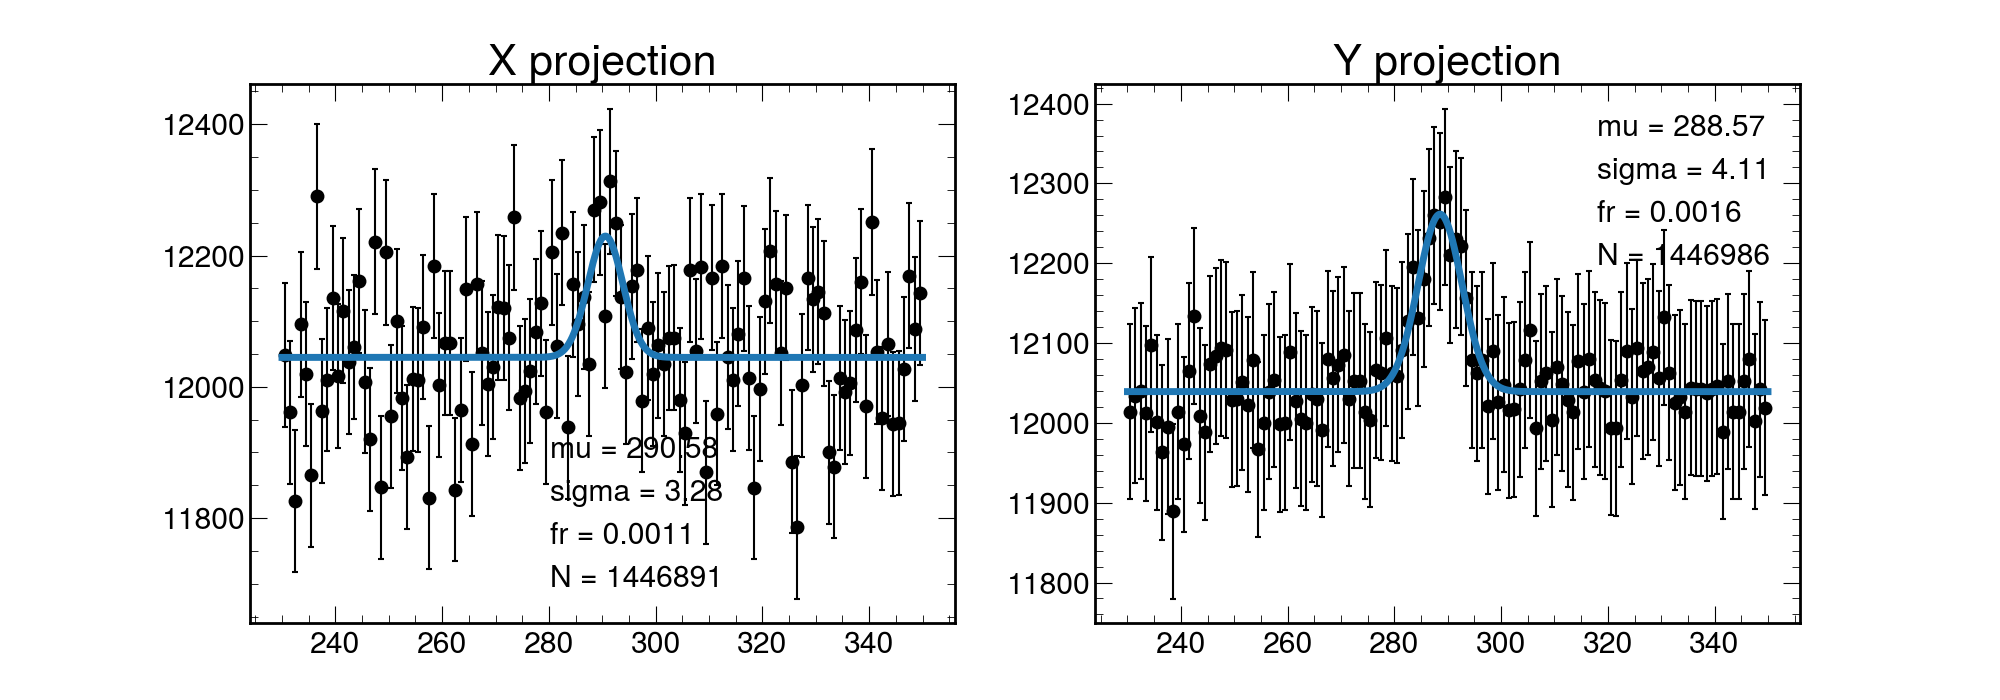 X projection
12400
12200
12000
11800
240 260 280 300 320 340
mu = 290.58
sigma = 3.28
fr = 0.0011
N = 1446891
Y projection
12400
12300
12200
12100
12000
11900
11800
240 260 280 300 320 340
mu = 288.57
sigma = 4.11
fr = 0.0016
N = 1446986